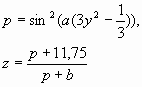 p = sin²(a(3y² − 1/3)),
z = (p + 11,75)/(p + b)